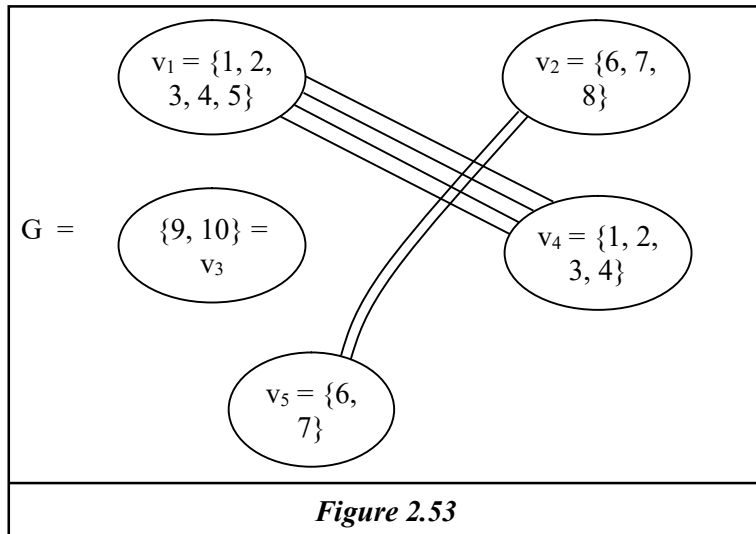 v₁ = {1, 2,
3, 4, 5}
v₂ = {6, 7,
8}
G =
{9, 10} =
v₃
v₄ = {1, 2,
3, 4}
v₅ = {6,
7}
Figure 2.53